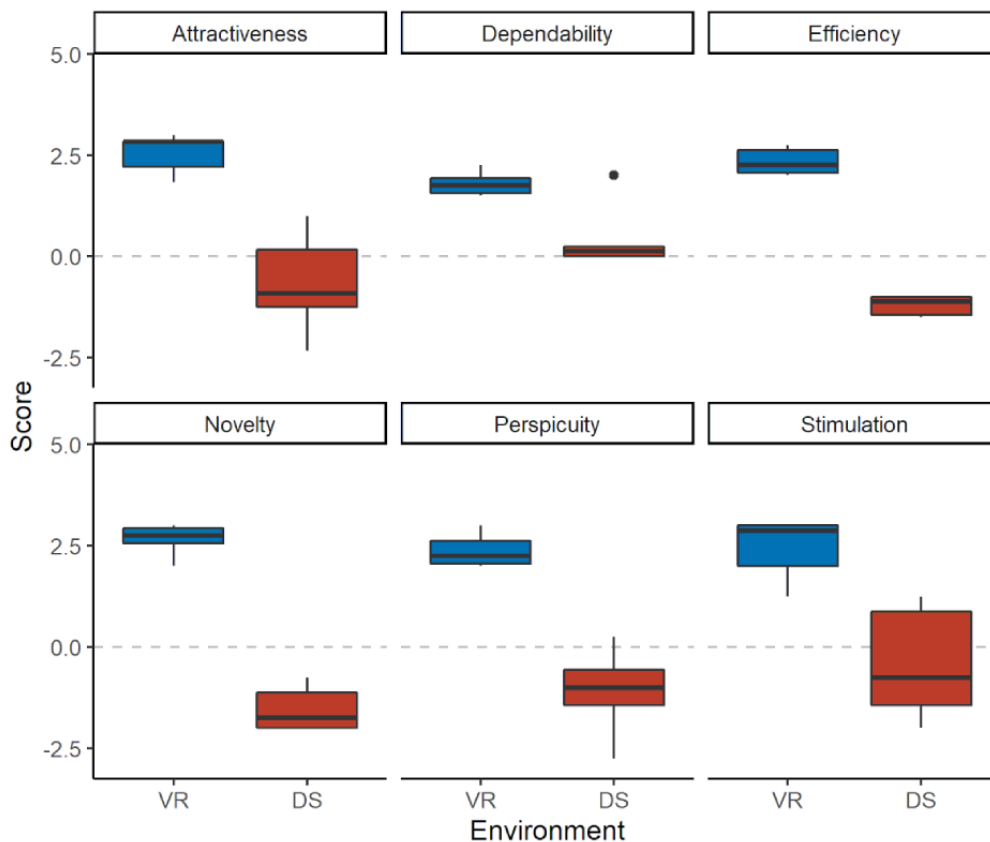 Attractiveness Dependability Efficiency
5.0
2.5
0.0
-2.5
Score
Novelty Perspicuity Stimulation
5.0
2.5
0.0
-2.5
VR DS VR DS VR DS
Environment